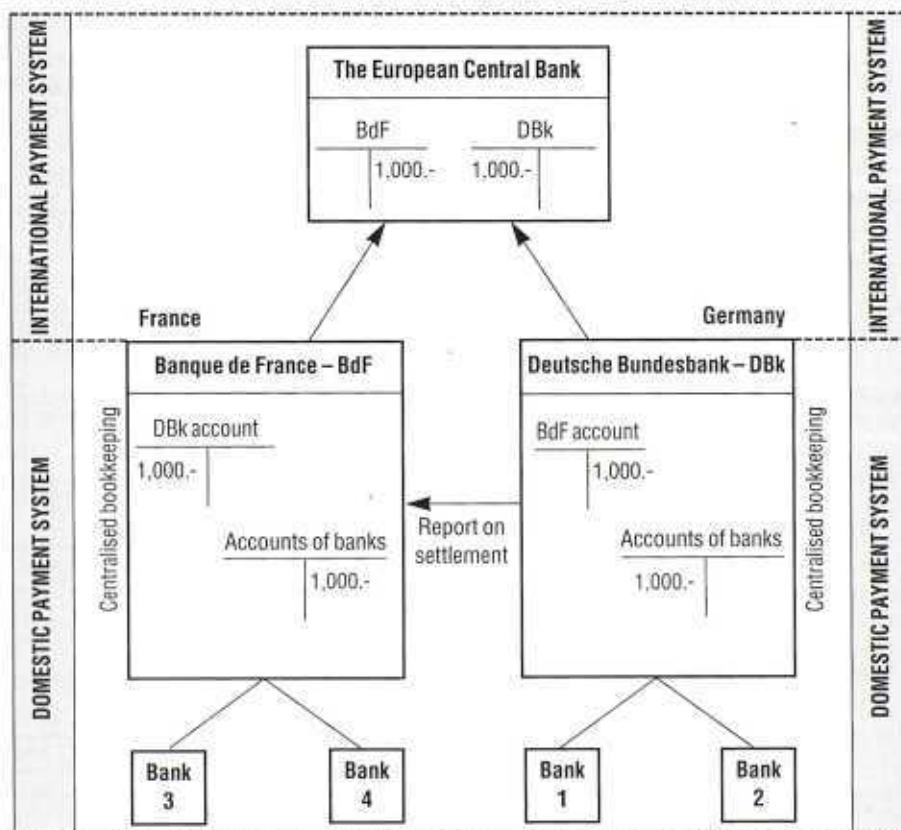 INTERNATIONAL PAYMENT SYSTEM
INTERNATIONAL PAYMENT SYSTEM
The European Central Bank
BdF
DBk
1,000.-
1,000.-
France
Germany
DOMESTIC PAYMENT SYSTEM
Centralised bookkeeping
Banque de France – BdF
DBk account
1,000.-
Accounts of banks
1,000.-
Report on
settlement
Deutsche Bundesbank – DBk
BdF account
1,000.-
Accounts of banks
1,000.-
Centralised bookkeeping
DOMESTIC PAYMENT SYSTEM
Bank
3
Bank
4
Bank
1
Bank
2